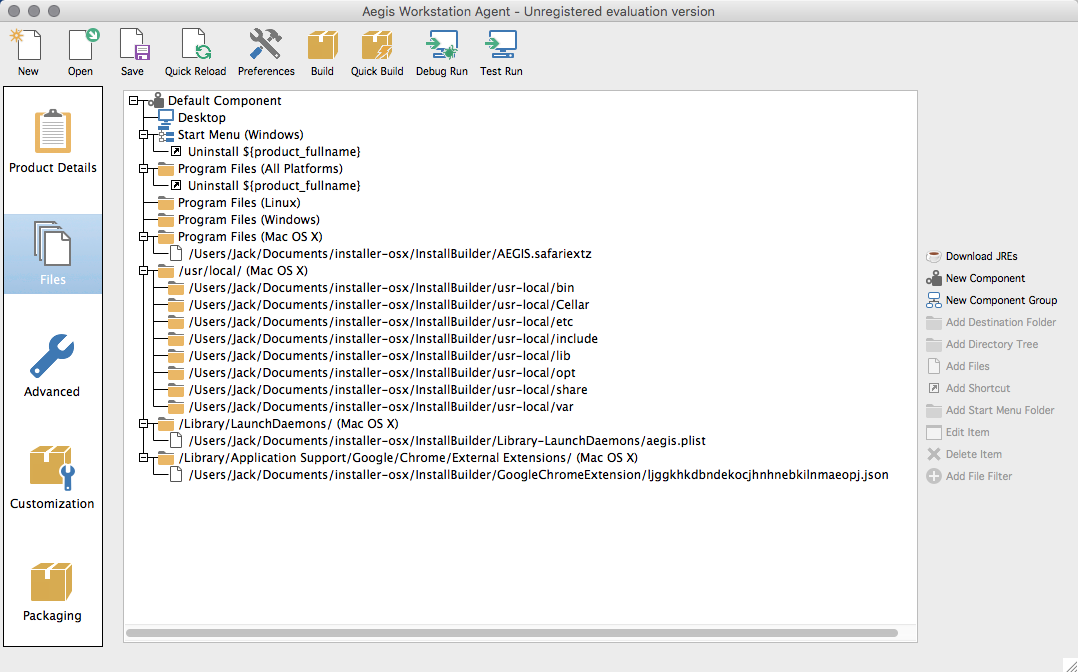 Aegis Workstation Agent - Unregistered evaluation version
New
Open
Save
Quick Reload
Preferences
Build
Quick Build
Debug Run
Test Run
Product Details
Files
Advanced
Customization
Packaging
Default Component
Desktop
Start Menu (Windows)
Uninstall ${product_fullname}
Program Files (All Platforms)
Uninstall ${product_fullname}
Program Files (Linux)
Program Files (Windows)
Program Files (Mac OS X)
/Users/Jack/Documents/installer-osx/InstallBuilder/AEGIS.safariextz
/usr/local/ (Mac OS X)
/Users/Jack/Documents/installer-osx/InstallBuilder/usr-local/bin
/Users/Jack/Documents/installer-osx/InstallBuilder/usr-local/Cellar
/Users/Jack/Documents/installer-osx/InstallBuilder/usr-local/etc
/Users/Jack/Documents/installer-osx/InstallBuilder/usr-local/include
/Users/Jack/Documents/installer-osx/InstallBuilder/usr-local/lib
/Users/Jack/Documents/installer-osx/InstallBuilder/usr-local/opt
/Users/Jack/Documents/installer-osx/InstallBuilder/usr-local/share
/Users/Jack/Documents/installer-osx/InstallBuilder/usr-local/var
/Library/LaunchDaemons/ (Mac OS X)
/Users/Jack/Documents/installer-osx/InstallBuilder/Library-LaunchDaemons/aegis.plist
/Library/Application Support/Google/Chrome/External Extensions/ (Mac OS X)
/Users/Jack/Documents/installer-osx/InstallBuilder/GoogleChromeExtension/ljggkhkdbndekocjhnhnebkilnmaeopj.json
Download JREs
New Component
New Component Group
Add Destination Folder
Add Directory Tree
Add Files
Add Shortcut
Add Start Menu Folder
Edit Item
Delete Item
Add File Filter